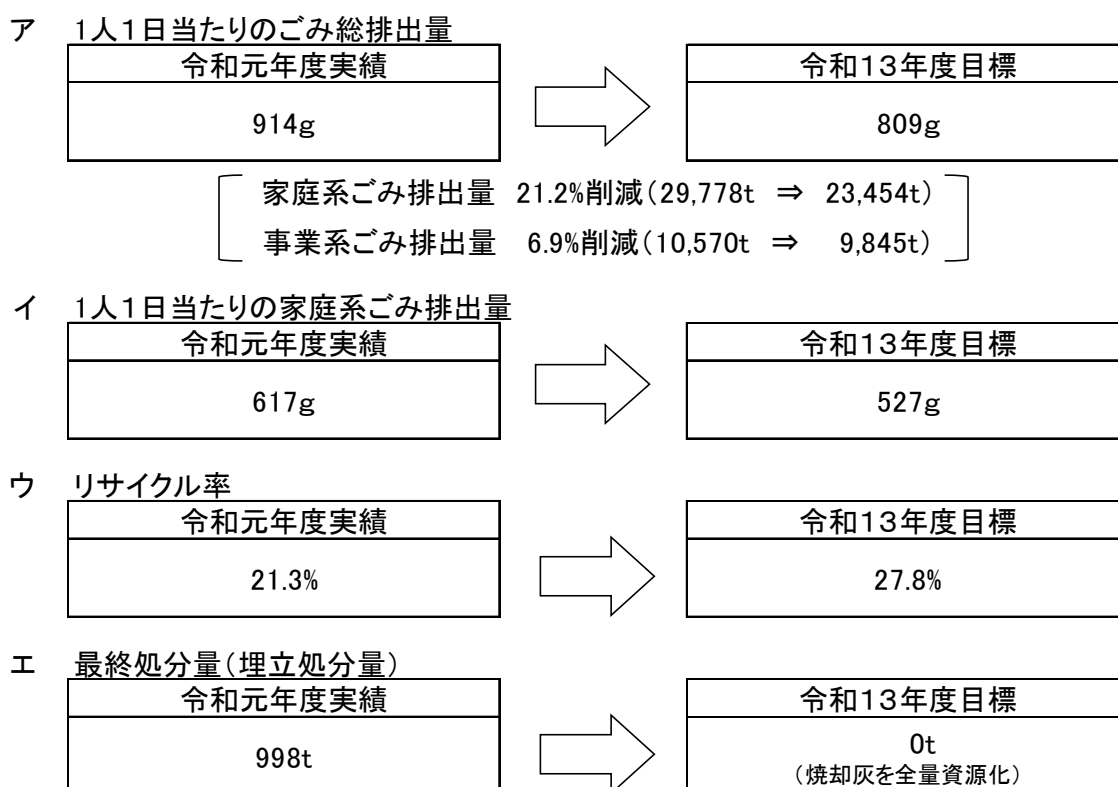 ア 1人1日当たりのごみ総排出量
令和元年度実績 令和13年度目標
914g 809g
家庭系ごみ排出量 21.2%削減(29,778t ⇒ 23,454t)
事業系ごみ排出量 6.9%削減(10,570t ⇒ 9,845t)
イ 1人1日当たりの家庭系ごみ排出量
令和元年度実績 令和13年度目標
617g 527g
ウ リサイクル率
令和元年度実績 令和13年度目標
21.3% 27.8%
エ 最終処分量(埋立処分量)
令和元年度実績 令和13年度目標
998t 0t
(焼却灰を全量資源化)